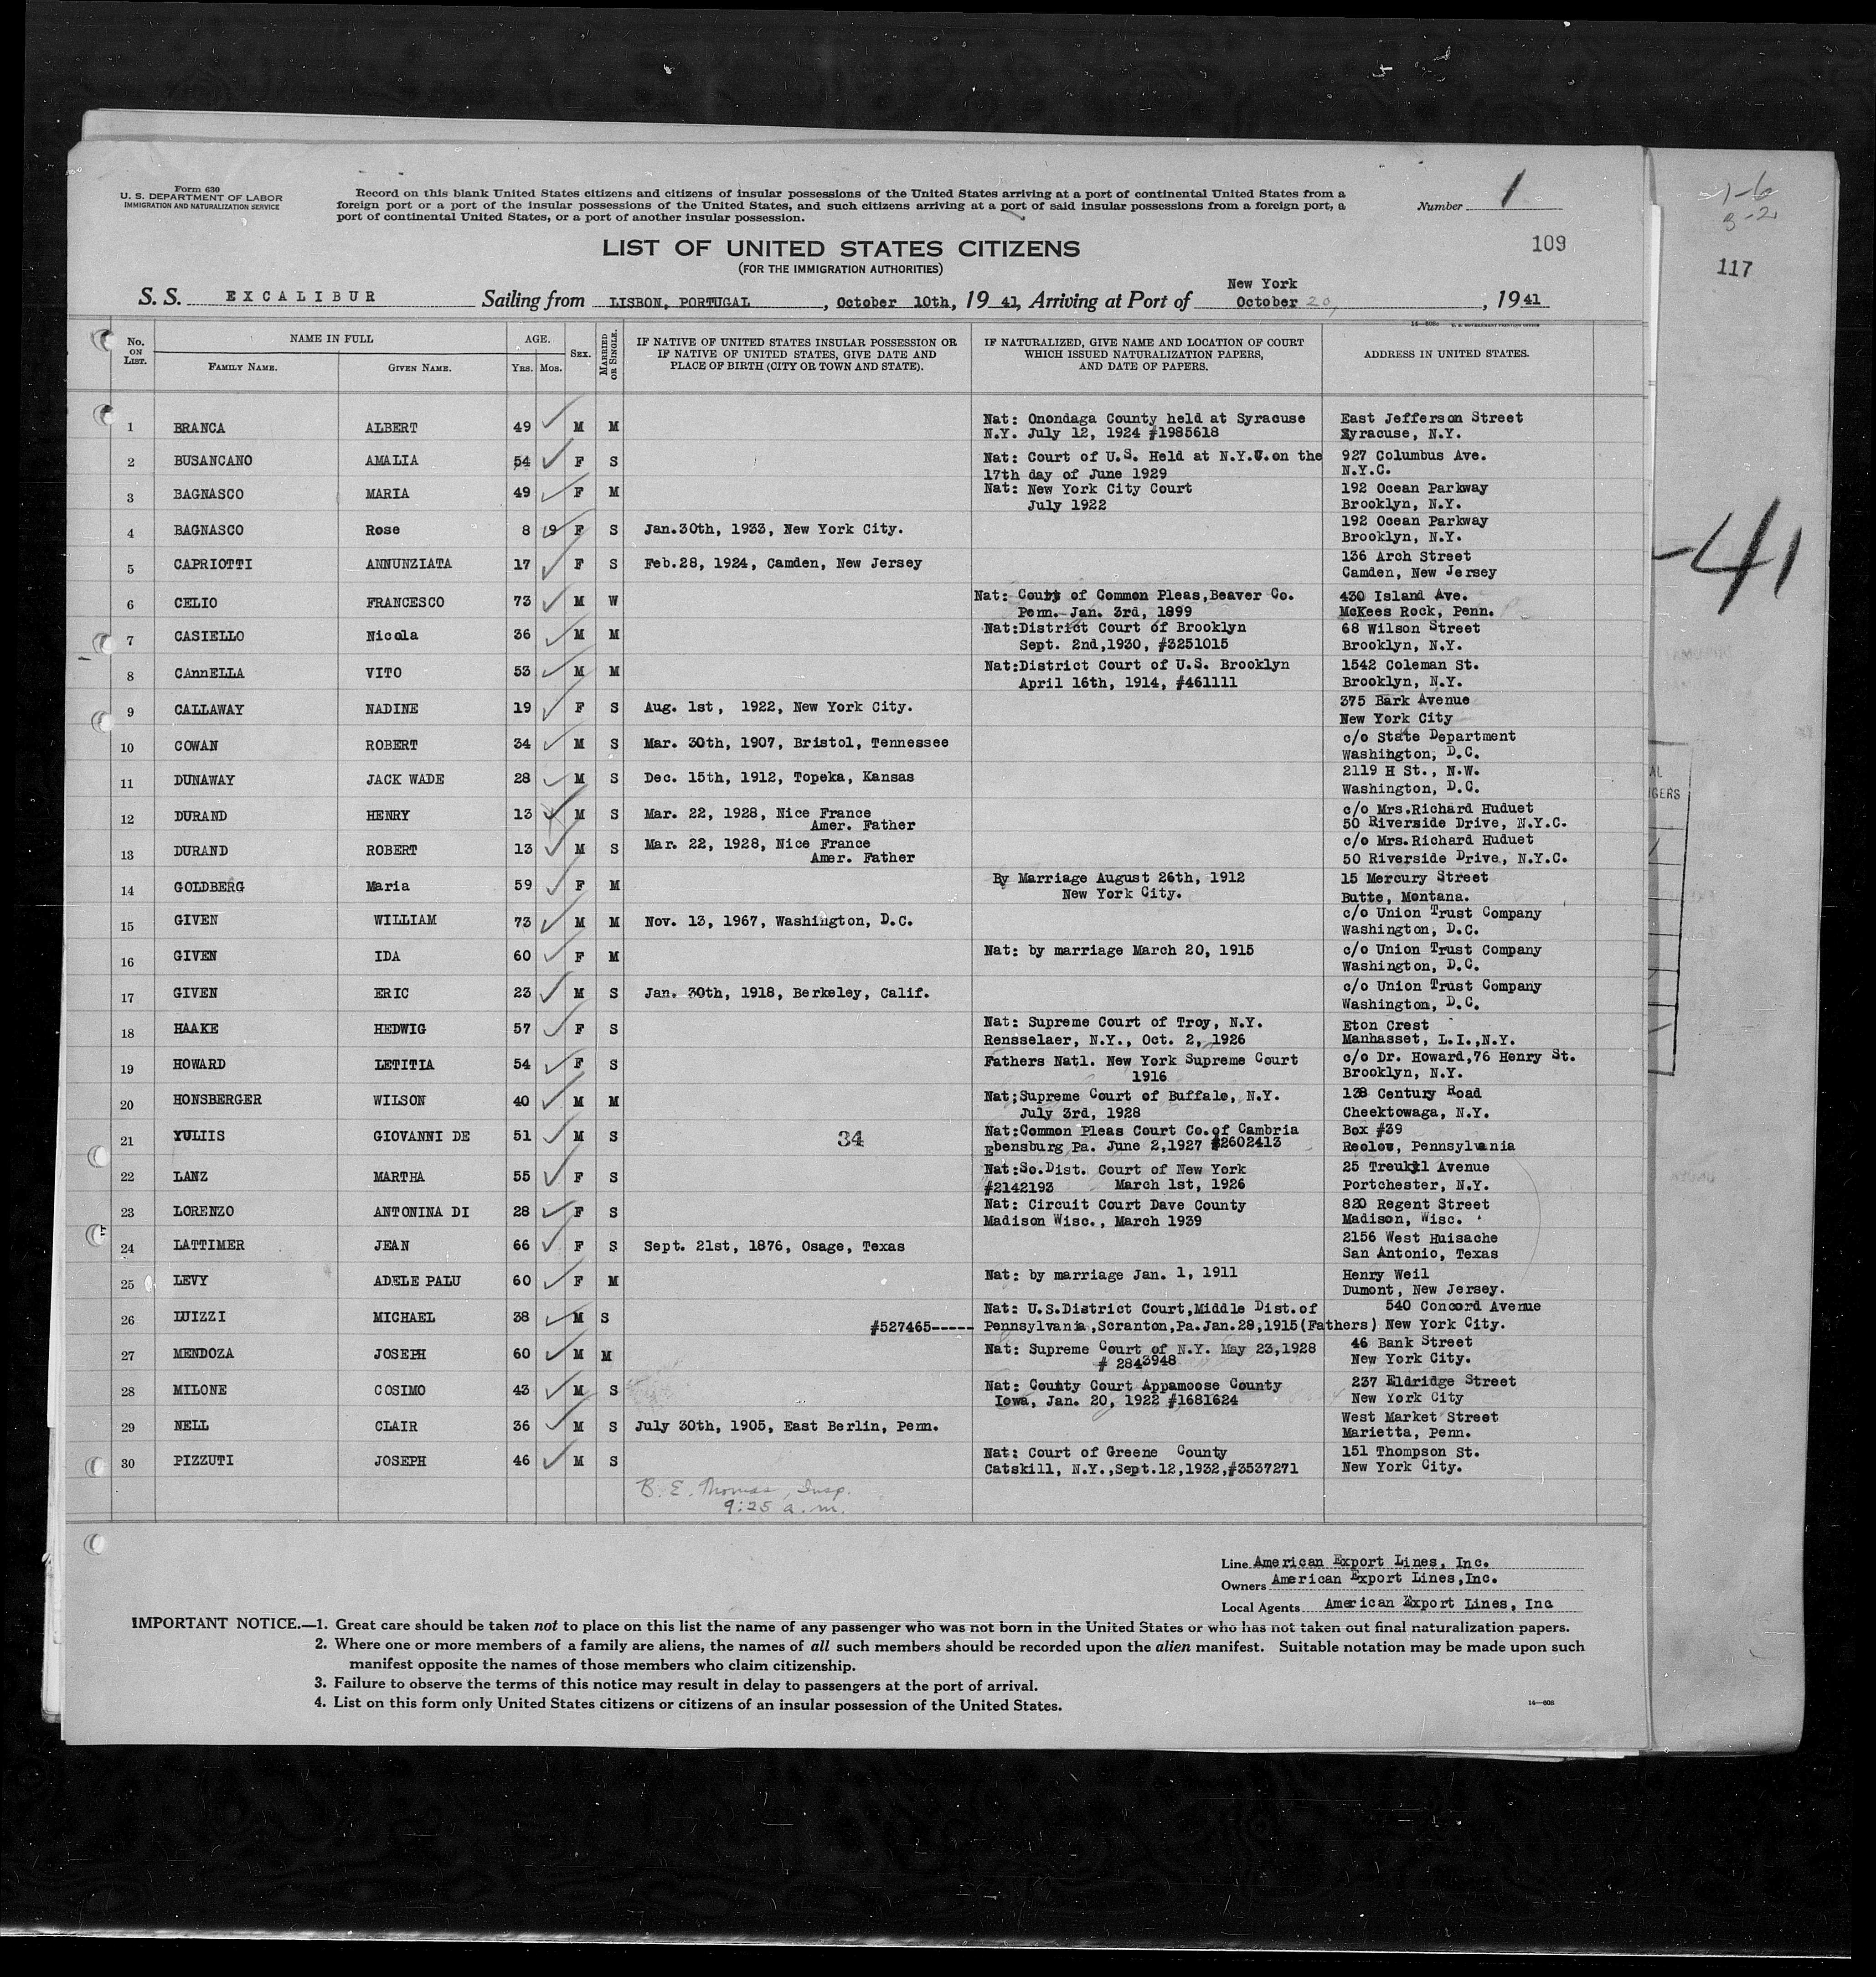 Form 630
U. S. DEPARTMENT OF LABOR
IMMIGRATION AND NATURALIZATION SERVICE
Record on this blank United States citizens and citizens of insular possessions of the United States arriving at a port of continental United States from a
foreign port or a port of the insular possessions of the United States, and such citizens arriving at a port of said insular possessions from a foreign port, a
port of continental United States, or a port of another insular possession.
Number 1
1-6
3-2
109
117
LIST OF UNITED STATES CITIZENS
(FOR THE IMMIGRATION AUTHORITIES)
New York
S. S. EXCALIBUR Sailing from LISBON, PORTUGAL, October 10th, 19 41, Arriving at Port of October 20, 19 41
No. ON LIST. NAME IN FULL AGE. SEX. MARRIED OR SINGLE. IF NATIVE OF UNITED STATES INSULAR POSSESSION OR IF NATIVE OF UNITED STATES, GIVE DATE AND PLACE OF BIRTH (CITY OR TOWN AND STATE). IF NATURALIZED, GIVE NAME AND LOCATION OF COURT WHICH ISSUED NATURALIZATION PAPERS, AND DATE OF PAPERS. ADDRESS IN UNITED STATES.
FAMILY NAME. GIVEN NAME. YRS. MOS.
1 BRANCA ALBERT 49 M M Nat: Onondaga County held at Syracuse East Jefferson Street
N.Y. July 12, 1924 #1985618 Syracuse, N.Y.
2 BUSANCANO AMALIA 54 F S Nat: Court of U.S. Held at N.Y.C. on the 927 Columbus Ave.
17th day of June 1929 N.Y.C.
3 BAGNASCO MARIA 49 F M Nat: New York City Court 192 Ocean Parkway
July 1922 Brooklyn, N.Y.
4 BAGNASCO Rose 8 9 F S Jan.30th, 1933, New York City. 192 Ocean Parkway
Brooklyn, N.Y.
5 CAPRIOTTI ANNUNZIATA 17 F S Feb.28, 1924, Camden, New Jersey 136 Arch Street
Camden, New Jersey
6 CELIO FRANCESCO 73 M W Nat: Court of Common Pleas,Beaver Co. 430 Island Ave.
Penn. Jan. 3rd, 1899 McKees Rock, Penn.
7 CASIELLO Nicola 36 M M Nat:District Court of Brooklyn 68 Wilson Street
Sept. 2nd,1930, #3251015 Brooklyn, N.Y.
8 CAnnELLA VITO 53 M M Nat:District Court of U.S. Brooklyn 1542 Coleman St.
April 16th, 1914, #461111 Brooklyn, N.Y.
9 CALLAWAY NADINE 19 F S Aug. 1st, 1922, New York City. 375 Bark Avenue
New York City
10 COWAN ROBERT 34 M S Mar. 30th, 1907, Bristol, Tennessee c/o State Department
Washington, D.C.
11 DUNAWAY JACK WADE 28 M S Dec. 15th, 1912, Topeka, Kansas 2119 H St., N.W.
Washington, D.C.
12 DURAND HENRY 13 M S Mar. 22, 1928, Nice France c/o Mrs.Richard Huduet
Amer. Father 50 Riverside Drive, N.Y.C.
13 DURAND ROBERT 13 M S Mar. 22, 1928, Nice France c/o Mrs.Richard Huduet
Amer. Father 50 Riverside Drive, N.Y.C.
14 GOLDBERG Maria 59 F M By Marriage August 26th, 1912 15 Mercury Street
New York City. Butte, Montana.
15 GIVEN WILLIAM 73 M M Nov. 13, 1967, Washington, D.C. c/o Union Trust Company
Washington, D.C.
16 GIVEN IDA 60 F M Nat: by marriage March 20, 1915 c/o Union Trust Company
Washington, D.C.
17 GIVEN ERIC 23 M S Jan. 30th, 1918, Berkeley, Calif. c/o Union Trust Company
Washington, D.C.
18 HAAKE HEDWIG 57 F S Nat: Supreme Court of Troy, N.Y. Eton Crest
Rensselaer, N.Y., Oct. 2, 1926 Manhasset, L.I.,N.Y.
19 HOWARD LETITIA 54 F S Fathers Natl. New York Supreme Court c/o Dr. Howard,76 Henry St.
1916 Brooklyn, N.Y.
20 HONSBERGER WILSON 40 M M Nat;Supreme Court of Buffalo, N.Y. 138 Century Road
July 3rd, 1928 Cheektowaga, N.Y.
21 YULIIS GIOVANNI DE 51 M S 34 Nat:Common Pleas Court Co.of Cambria Box #39
Ebensburg Pa. June 2,1927 #2602413 Pennsylvania
22 LANZ MARTHA 55 F S Nat:So.Dist. Court of New York 25 Avenue
#2142193 March 1st, 1926 Portchester, N.Y.
23 LORENZO ANTONINA DI 28 F S Nat: Circuit Court Dave County 820 Regent Street
Madison Wisc., March 1939 Madison, Wisc.
24 LATTIMER JEAN 66 F S Sept. 21st, 1876, Osage, Texas 2156 West Huisache
San Antonio, Texas
25 LEVY ADELE PALU 60 F M Nat: by marriage Jan. 1, 1911 Henry Weil
Dumont, New Jersey.
26 LUIZZI MICHAEL 38 M S Nat: U.S.District Court,Middle Dist.of 540 Concord Avenue
#527465----- Pennsylvania,Scranton,Pa.Jan.28,1915(Fathers) New York City.
27 MENDOZA JOSEPH 60 M M Nat: Supreme Court of N.Y. May 23,1928 46 Bank Street
# 2843948 New York City.
28 MILONE COSIMO 43 M S Nat: County Court Appamoose County 237 Eldridge Street
Iowa, Jan. 20, 1922 #1681624 New York City
29 NELL CLAIR 36 M S July 30th, 1905, East Berlin, Penn. West Market Street
Marietta, Penn.
30 PIZZUTI JOSEPH 46 M S Nat: Court of Greene County 151 Thompson St.
Catskill, N.Y.,Sept.12,1932,#3537271 New York City.
B. E. Thomas, Insp.
9:25 a.m.
-41
Line American Export Lines, Inc.
Owners American Export Lines,Inc.
Local Agents American Export Lines, Inc
IMPORTANT NOTICE.—1. Great care should be taken not to place on this list the name of any passenger who was not born in the United States or who has not taken out final naturalization papers.
2. Where one or more members of a family are aliens, the names of all such members should be recorded upon the alien manifest. Suitable notation may be made upon such
manifest opposite the names of those members who claim citizenship.
3. Failure to observe the terms of this notice may result in delay to passengers at the port of arrival.
4. List on this form only United States citizens or citizens of an insular possession of the United States.
14—608